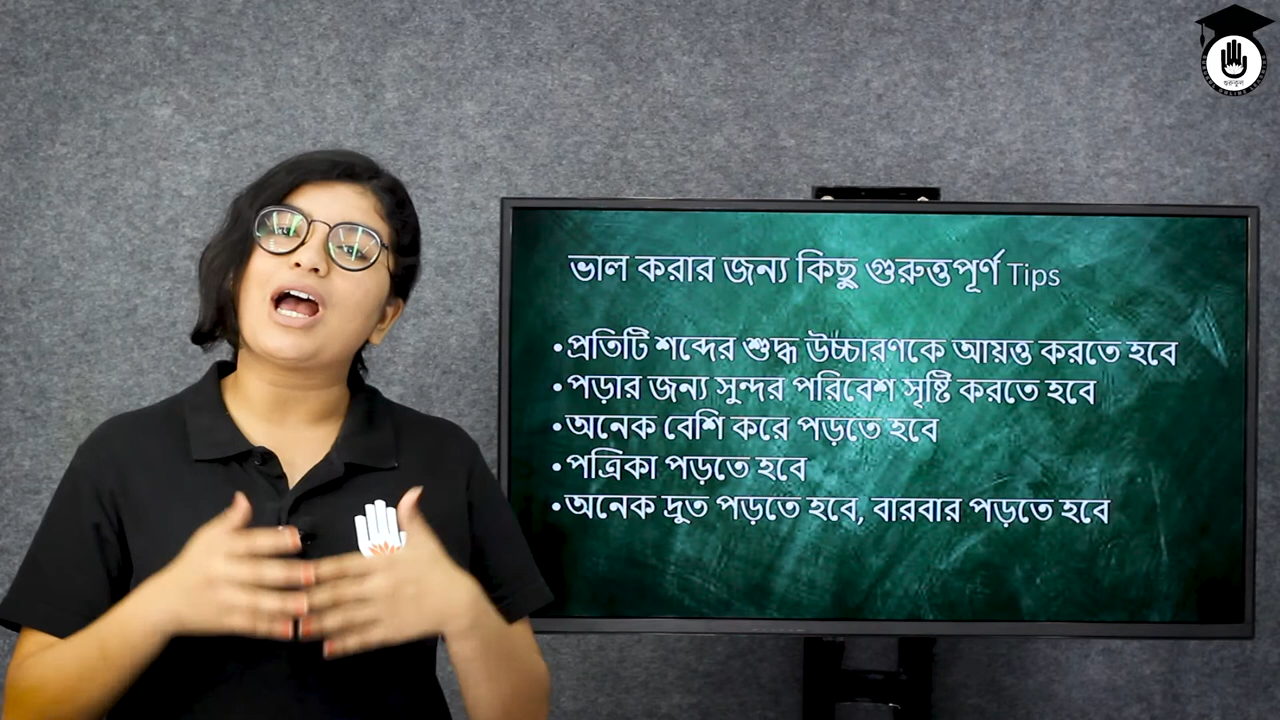 ভাল করার জন্য কিছু গুরুত্তপূর্ণ Tips
•প্রতিটি শব্দের শুদ্ধ উচ্চারণকে আয়ত্ত করতে হবে
•পড়ার জন্য সুন্দর পরিবেশ সৃষ্টি করতে হবে
•অনেক বেশি করে পড়তে হবে
•পত্রিকা পড়তে হবে
•অনেক দ্রুত পড়তে হবে, বারবার পড়তে হবে
গুরুকুল